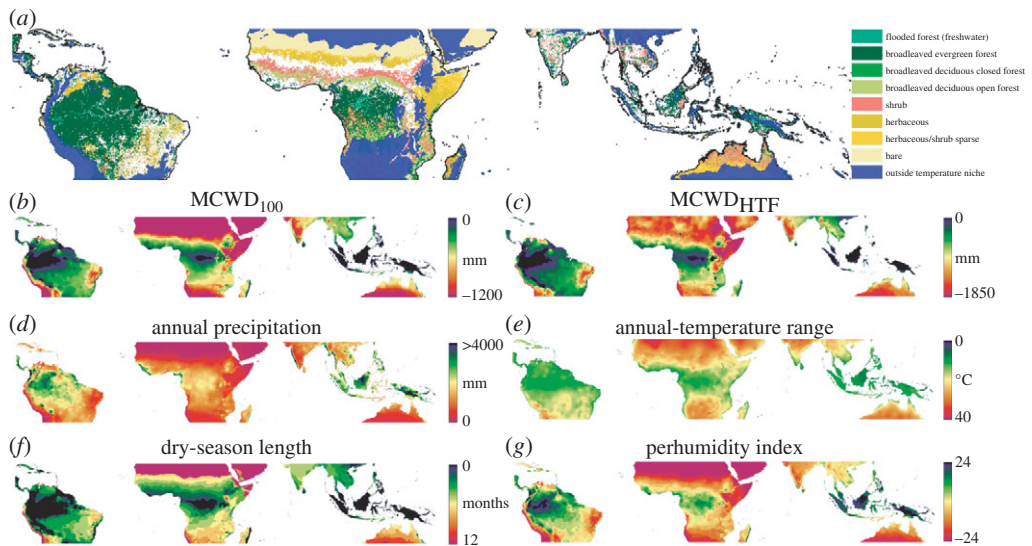 (a)
flooded forest (freshwater)
broadleaved evergreen forest
broadleaved deciduous closed forest
broadleaved deciduous open forest
shrub
herbaceous
herbaceous/shrub sparse
bare
outside temperature niche
(b) MCWD100
0
mm
–1200
(c) MCWDHTF
0
mm
–1850
(d) annual precipitation
>4000
mm
0
(e) annual-temperature range
0
°C
40
(f) dry-season length
0
months
12
(g) perhumidity index
24
–24